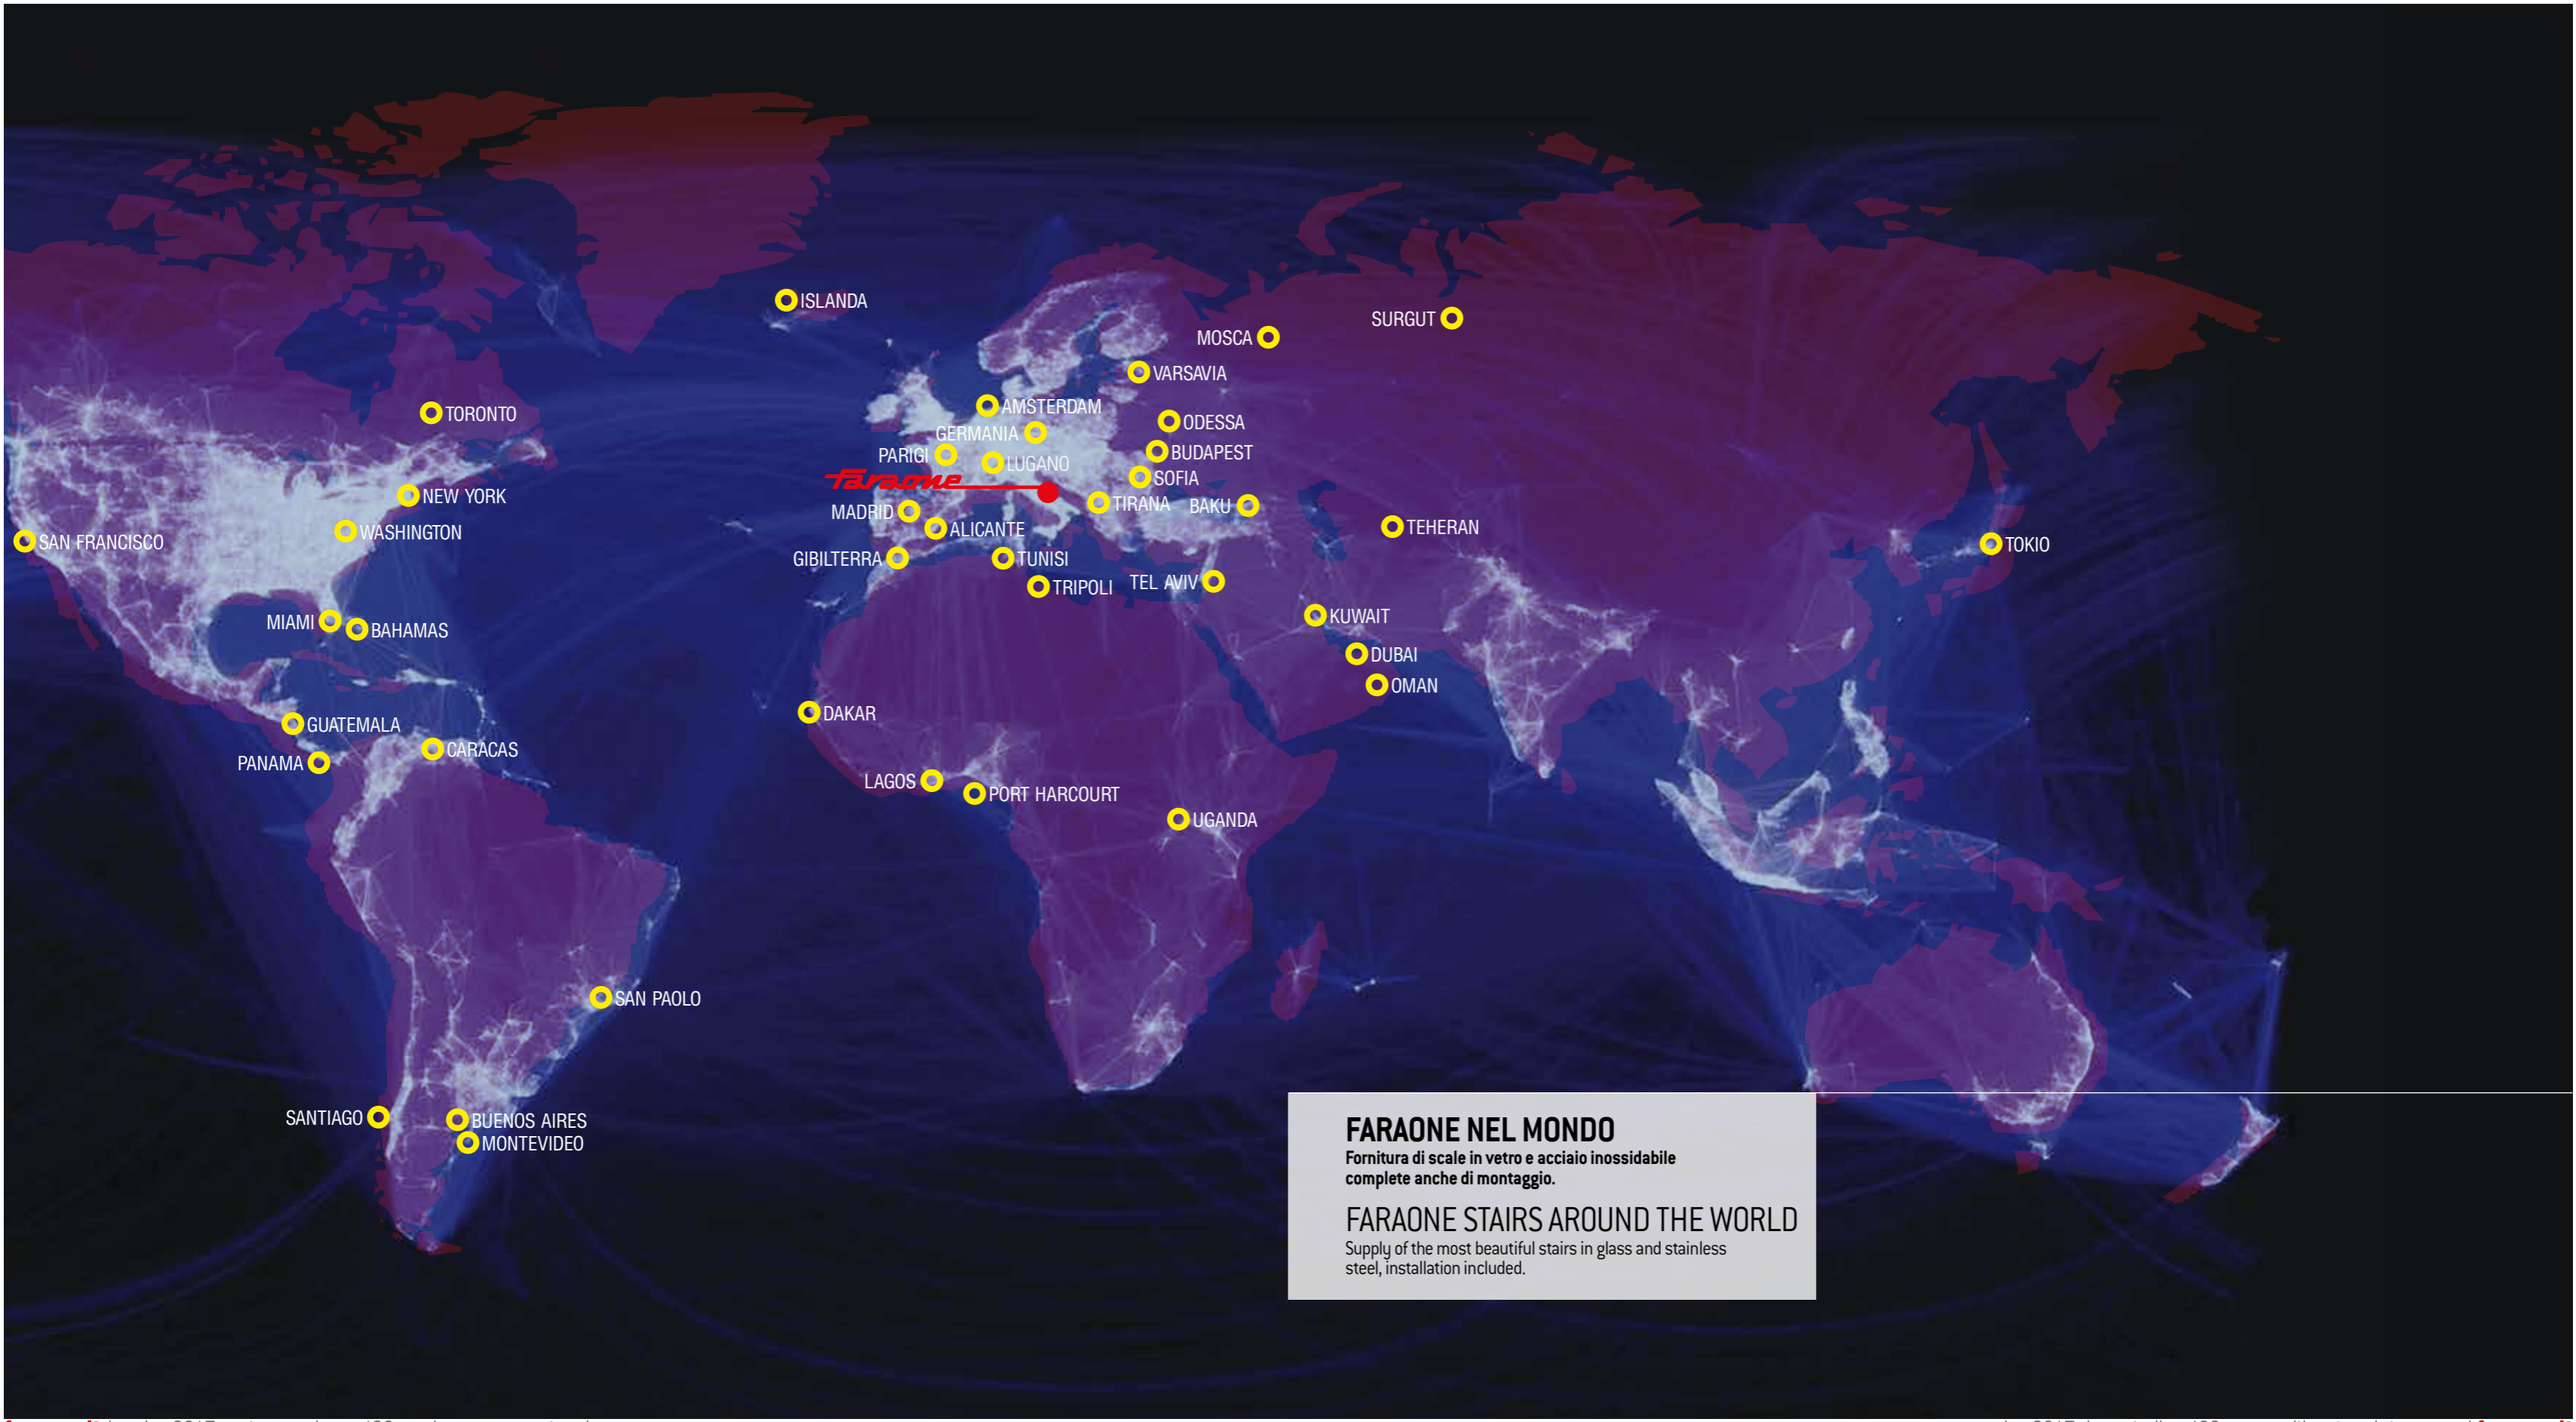 ISLANDA
SURGUT
MOSCA
VARSAVIA
AMSTERDAM
TORONTO
ODESSA
GERMANIA
BUDAPEST
PARIGI
LUGANO
SOFIA
faraone
NEW YORK
TIRANA
BAKU
MADRID
ALICANTE
TEHERAN
WASHINGTON
SAN FRANCISCO
TOKIO
GIBILTERRA
TUNISI
TRIPOLI
TEL AVIV
KUWAIT
MIAMI
BAHAMAS
DUBAI
OMAN
DAKAR
GUATEMALA
CARACAS
PANAMA
LAGOS
PORT HARCOURT
UGANDA
SAN PAOLO
SANTIAGO
BUENOS AIRES
MONTEVIDEO
FARAONE NEL MONDO
Fornitura di scale in vetro e acciaio inossidabile
complete anche di montaggio.
FARAONE STAIRS AROUND THE WORLD
Supply of the most beautiful stairs in glass and stainless
steel, installation included.